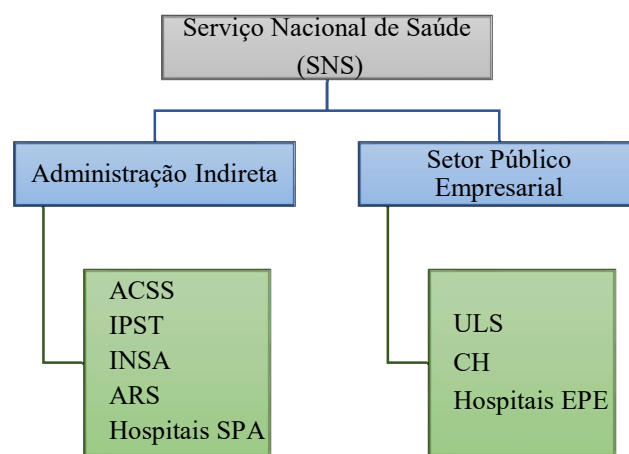 Serviço Nacional de Saúde
(SNS)
Administração Indireta
Setor Público
Empresarial
ACSS
IPST
INSA
ARS
Hospitais SPA
ULS
CH
Hospitais EPE